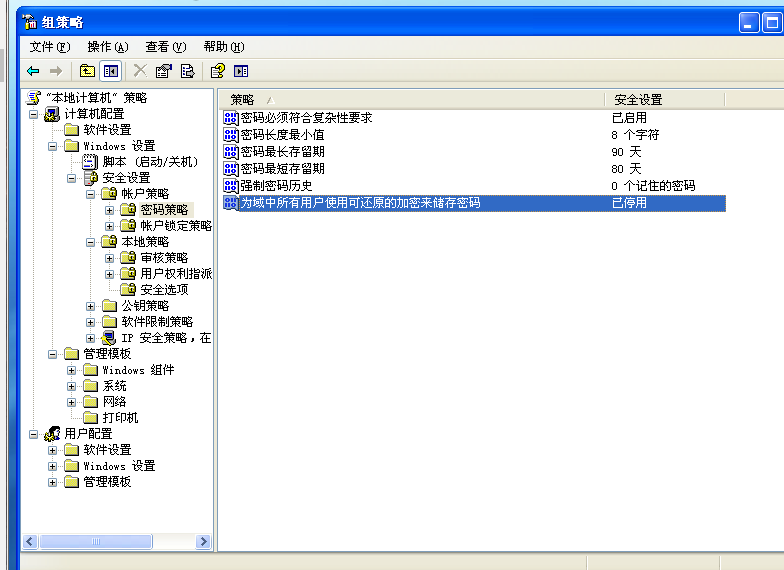 组策略
文件(F) 操作(A) 查看(V) 帮助(H)
"本地计算机" 策略
计算机配置
软件设置
Windows 设置
脚本 (启动/关机)
安全设置
帐户策略
密码策略
帐户锁定策略
本地策略
审核策略
用户权利指派
安全选项
公钥策略
软件限制策略
IP 安全策略，在
管理模板
Windows 组件
系统
网络
打印机
用户配置
软件设置
Windows 设置
管理模板
策略 安全设置
密码必须符合复杂性要求 已启用
密码长度最小值 8 个字符
密码最长存留期 90 天
密码最短存留期 80 天
强制密码历史 0 个记住的密码
为域中所有用户使用可还原的加密来储存密码 已停用